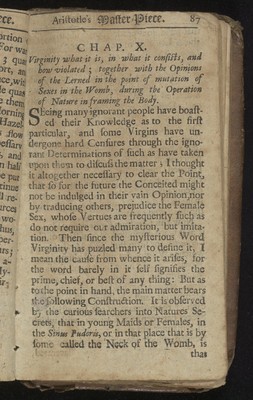 Aristotle's Master-Piece. 87
CHAP. X.
Virginity what it is, in what it consists, and
how violated; together with the Opinions
of the Lerned in the point of mutation of
Sexes in the Womb, during the Operation
of Nature in framing the Body.
SEeing many ignorant people have boast-
ed their Knowledge as to the first
particular, and some Virgins have un-
dergone hard Censures through the igno-
rant Determinations of such as have taken
upon them to discuss the matter; I thought
it altogether necessary to clear the Point,
that so for the future the Conceited might
not be indulged in their vain Opinion, nor
by traducing others, prejudice the Female
Sex, whose Vertues are frequently such as
do not require our admiration, but imita-
tion. Then since the mysterious Word
Virginity has puzled many to define it, I
mean the cause from whence it arises, for
the word barely in it self signifies the
prime, chief, or best of any thing: But as
to the point in hand, the main matter bears
the following Construction. It is observed
by the curious searchers into Natures Se-
crets, that in young Maids or Females, in
the Sinus Pudoris, or in that place that is by
some called the Neck of the Womb, is
that